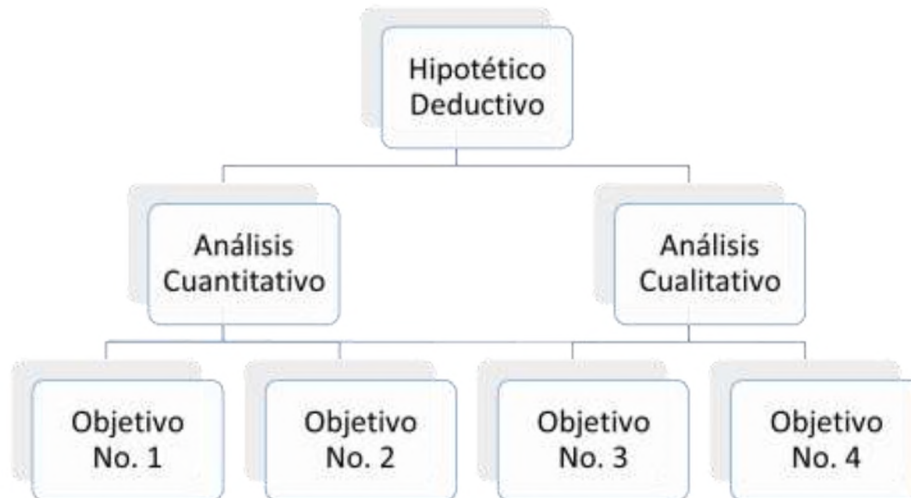 Hipotético
Deductivo
Análisis
Cuantitativo
Análisis
Cualitativo
Objetivo
No. 1
Objetivo
No. 2
Objetivo
No. 3
Objetivo
No. 4